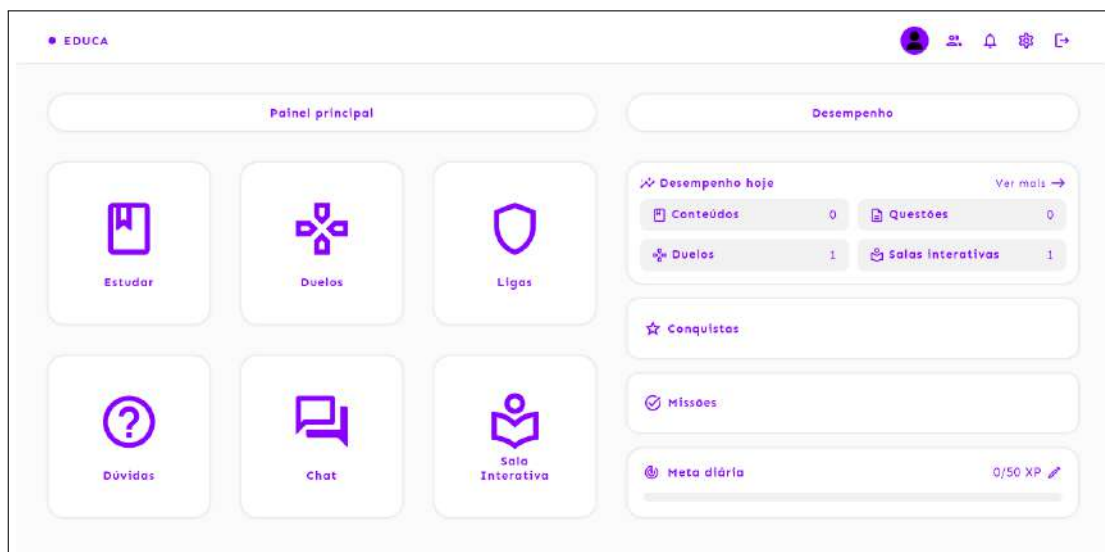 EDUCA
Painel principal
Desempenho
Estudar
Duelos
Ligas
Dúvidas
Chat
Sala
Interativa
Desempenho hoje
Ver mais →
Conteúdos 0
Questões 0
Duelos 1
Salas interativas 1
Conquistas
Missões
Meta diária
0/50 XP